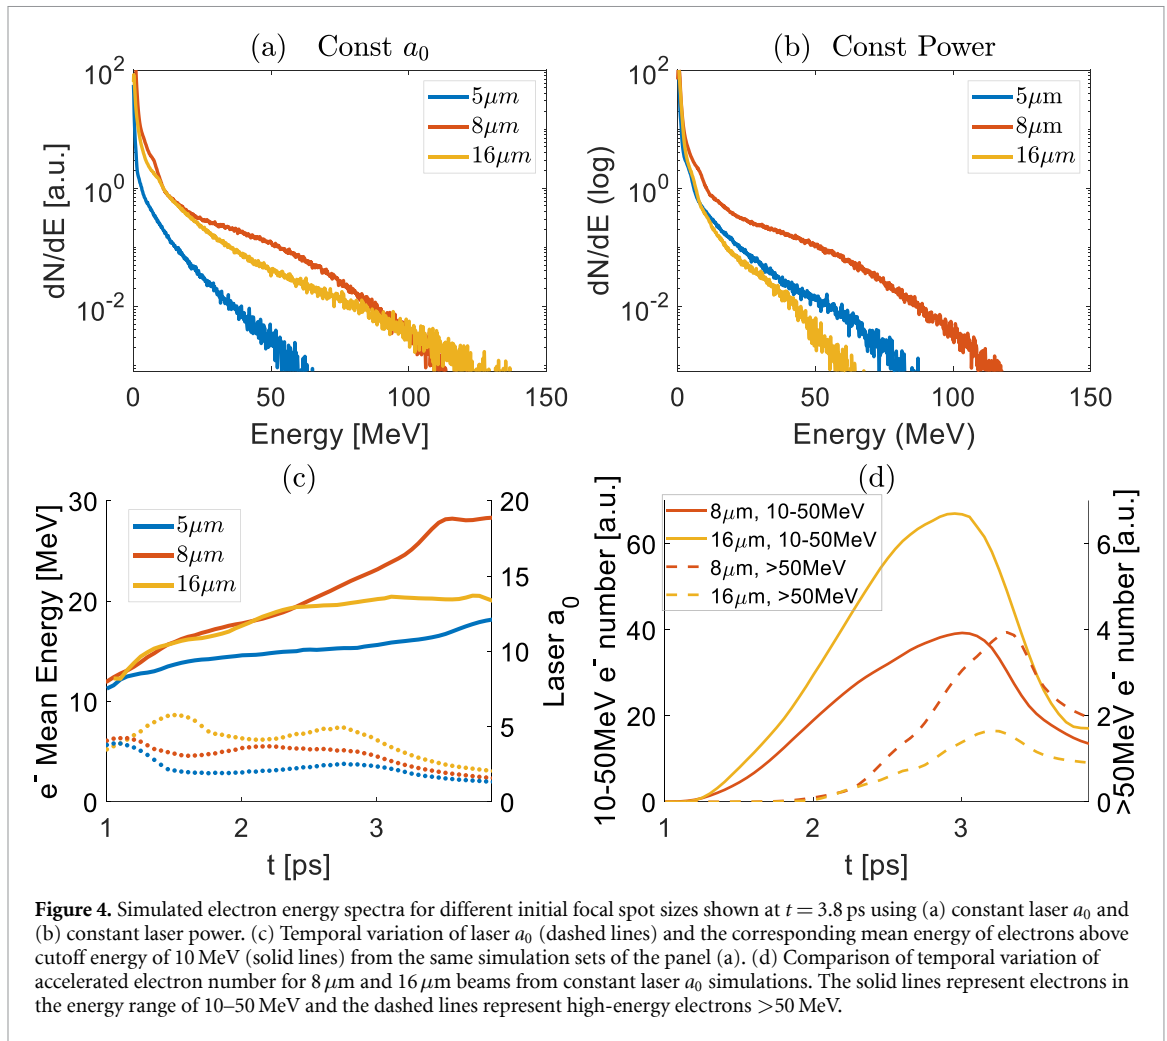 (a) Const a₀
(b) Const Power
10²
10⁰
10⁻²
dN/dE [a.u.]
5μm
8μm
16μm
0 50 100 150
Energy [MeV]
10²
10⁰
10⁻²
dN/dE (log)
5μm
8μm
16μm
0 50 100 150
Energy (MeV)
(c)
30
20
10
0
e⁻ Mean Energy [MeV]
5μm
8μm
16μm
20
15
10
5
0
Laser a₀
1 2 3
t [ps]
(d)
60
40
20
0
10-50MeV e⁻ number [a.u.]
8μm, 10-50MeV
16μm, 10-50MeV
8μm, >50MeV
16μm, >50MeV
6
4
2
0
>50MeV e⁻ number [a.u.]
1 2 3
t [ps]
Figure 4. Simulated electron energy spectra for different initial focal spot sizes shown at t = 3.8 ps using (a) constant laser a₀ and
(b) constant laser power. (c) Temporal variation of laser a₀ (dashed lines) and the corresponding mean energy of electrons above
cutoff energy of 10 MeV (solid lines) from the same simulation sets of the panel (a). (d) Comparison of temporal variation of
accelerated electron number for 8 μm and 16 μm beams from constant laser a₀ simulations. The solid lines represent electrons in
the energy range of 10–50 MeV and the dashed lines represent high-energy electrons >50 MeV.